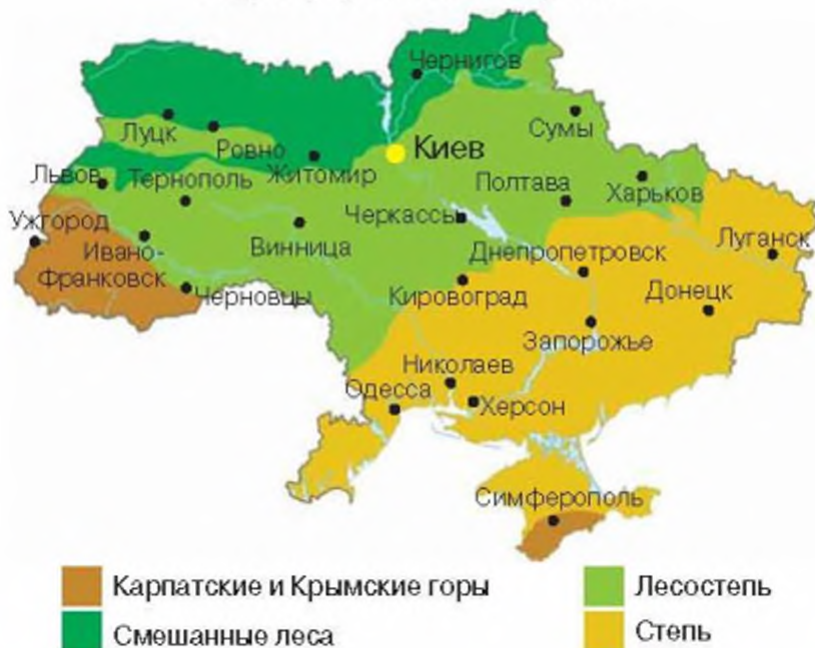 Чернигов
Луцк
Ровно
Сумы
Киев
Львов
Тернополь
Житомир
Полтава
Харьков
Ужгород
Черкассы
Ивано-
Франковск
Винница
Днепропетровск
Луганск
Черновцы
Кировоград
Донецк
Запорожье
Николаев
Одесса
Херсон
Симферополь
Карпатские и Крымские горы
Лесостепь
Смешанные леса
Степь